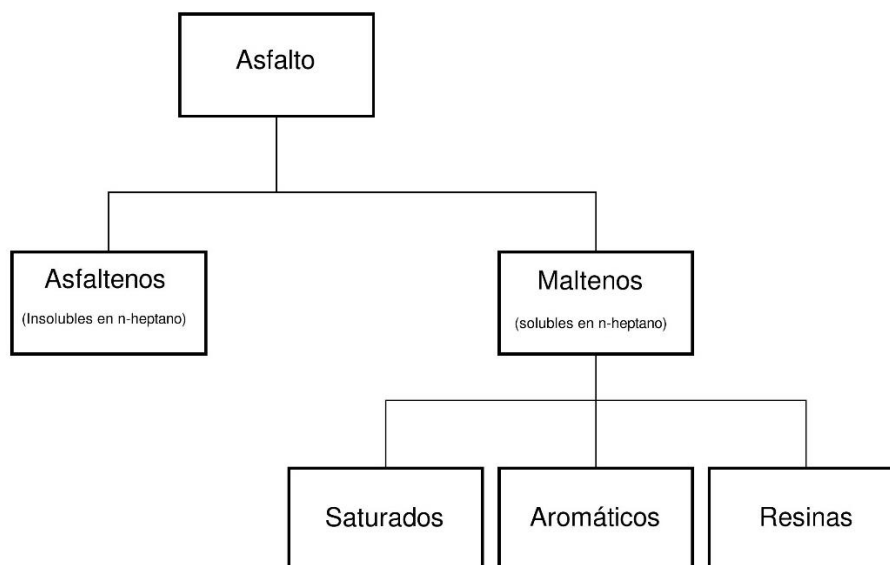 Asfalto
Asfaltenos
(Insolubles en n-heptano)
Maltenos
(solubles en n-heptano)
Saturados
Aromáticos
Resinas